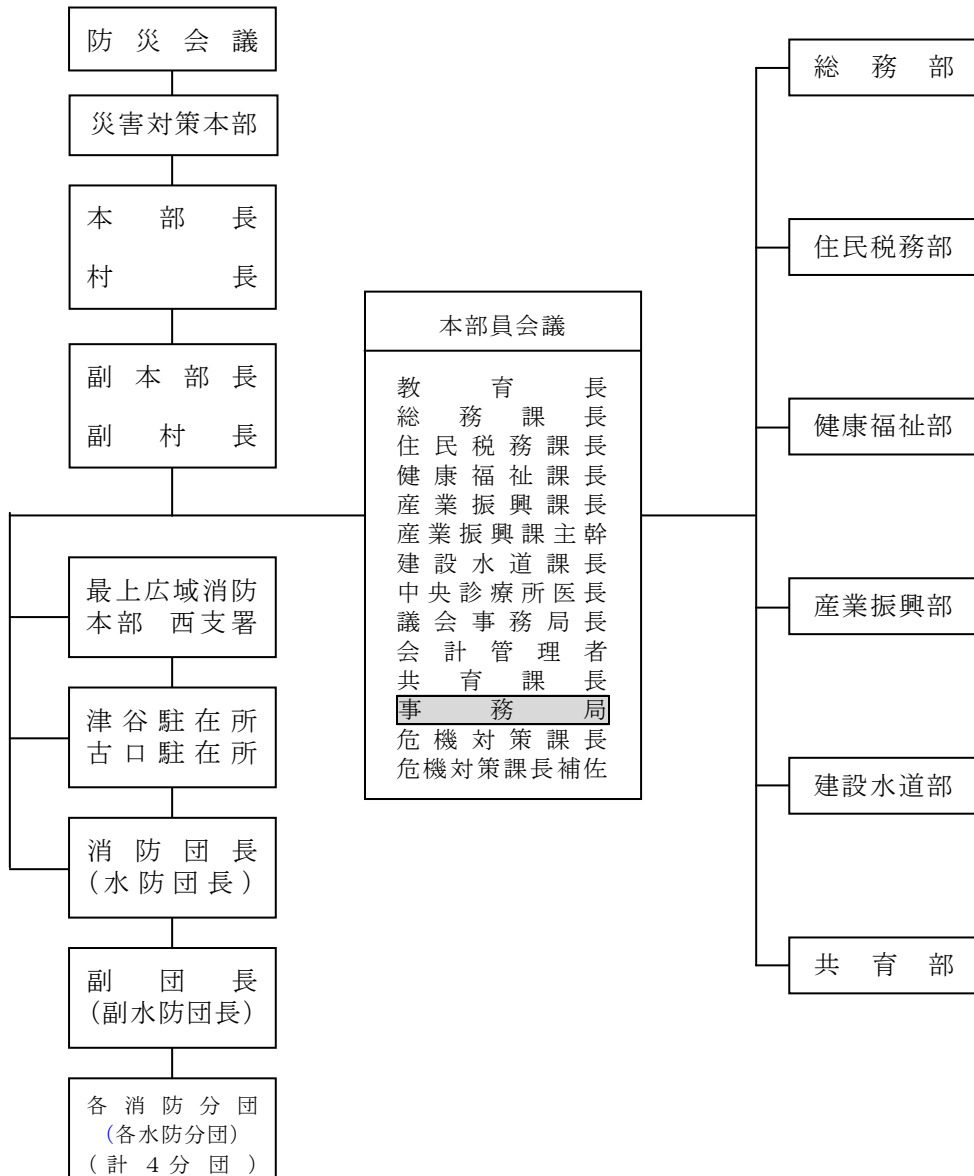 防災会議
災害対策本部
本部長
村長
副本部長
副村長
最上広域消防
本部 西支署
津谷駐在所
古口駐在所
消防団長
(水防団長)
副団長
(副水防団長)
各消防分団
(各水防分団)
(計4分団)
本部員会議
教育長
総務課長
住民税務課長
健康福祉課長
産業振興課長
産業振興課主幹
建設水道課長
中央診療所医長
議会事務局長
会計管理者
共育課長
事務局
危機対策課長
危機対策課長補佐
総務部
住民税務部
健康福祉部
産業振興部
建設水道部
共育部